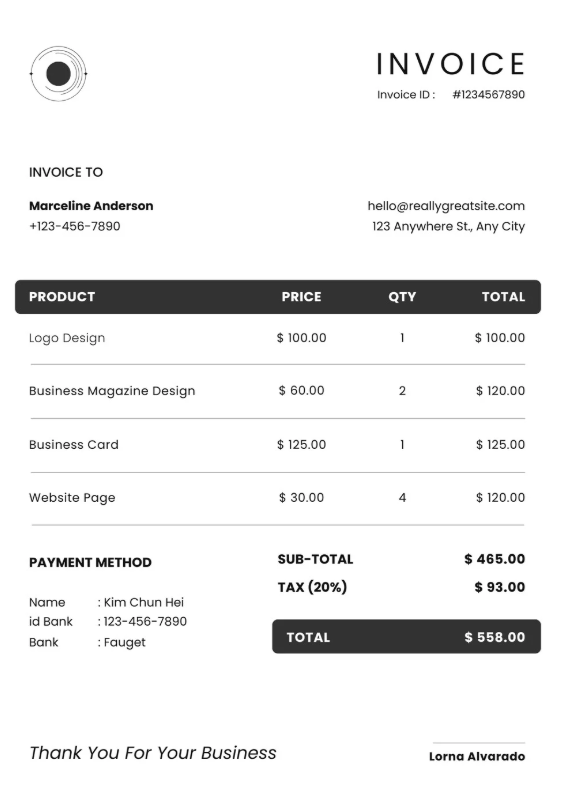 INVOICE
Invoice ID : #1234567890
INVOICE TO
Marceline Anderson
+123-456-7890
hello@reallygreatsite.com
123 Anywhere St., Any City
PRODUCT PRICE QTY TOTAL
Logo Design $ 100.00 1 $ 100.00
Business Magazine Design $ 60.00 2 $ 120.00
Business Card $ 125.00 1 $ 125.00
Website Page $ 30.00 4 $ 120.00
SUB-TOTAL $ 465.00
TAX (20%) $ 93.00
TOTAL $ 558.00
PAYMENT METHOD
Name : Kim Chun Hei
id Bank : 123-456-7890
Bank : Fauget
Thank You For Your Business
Lorna Alvarado